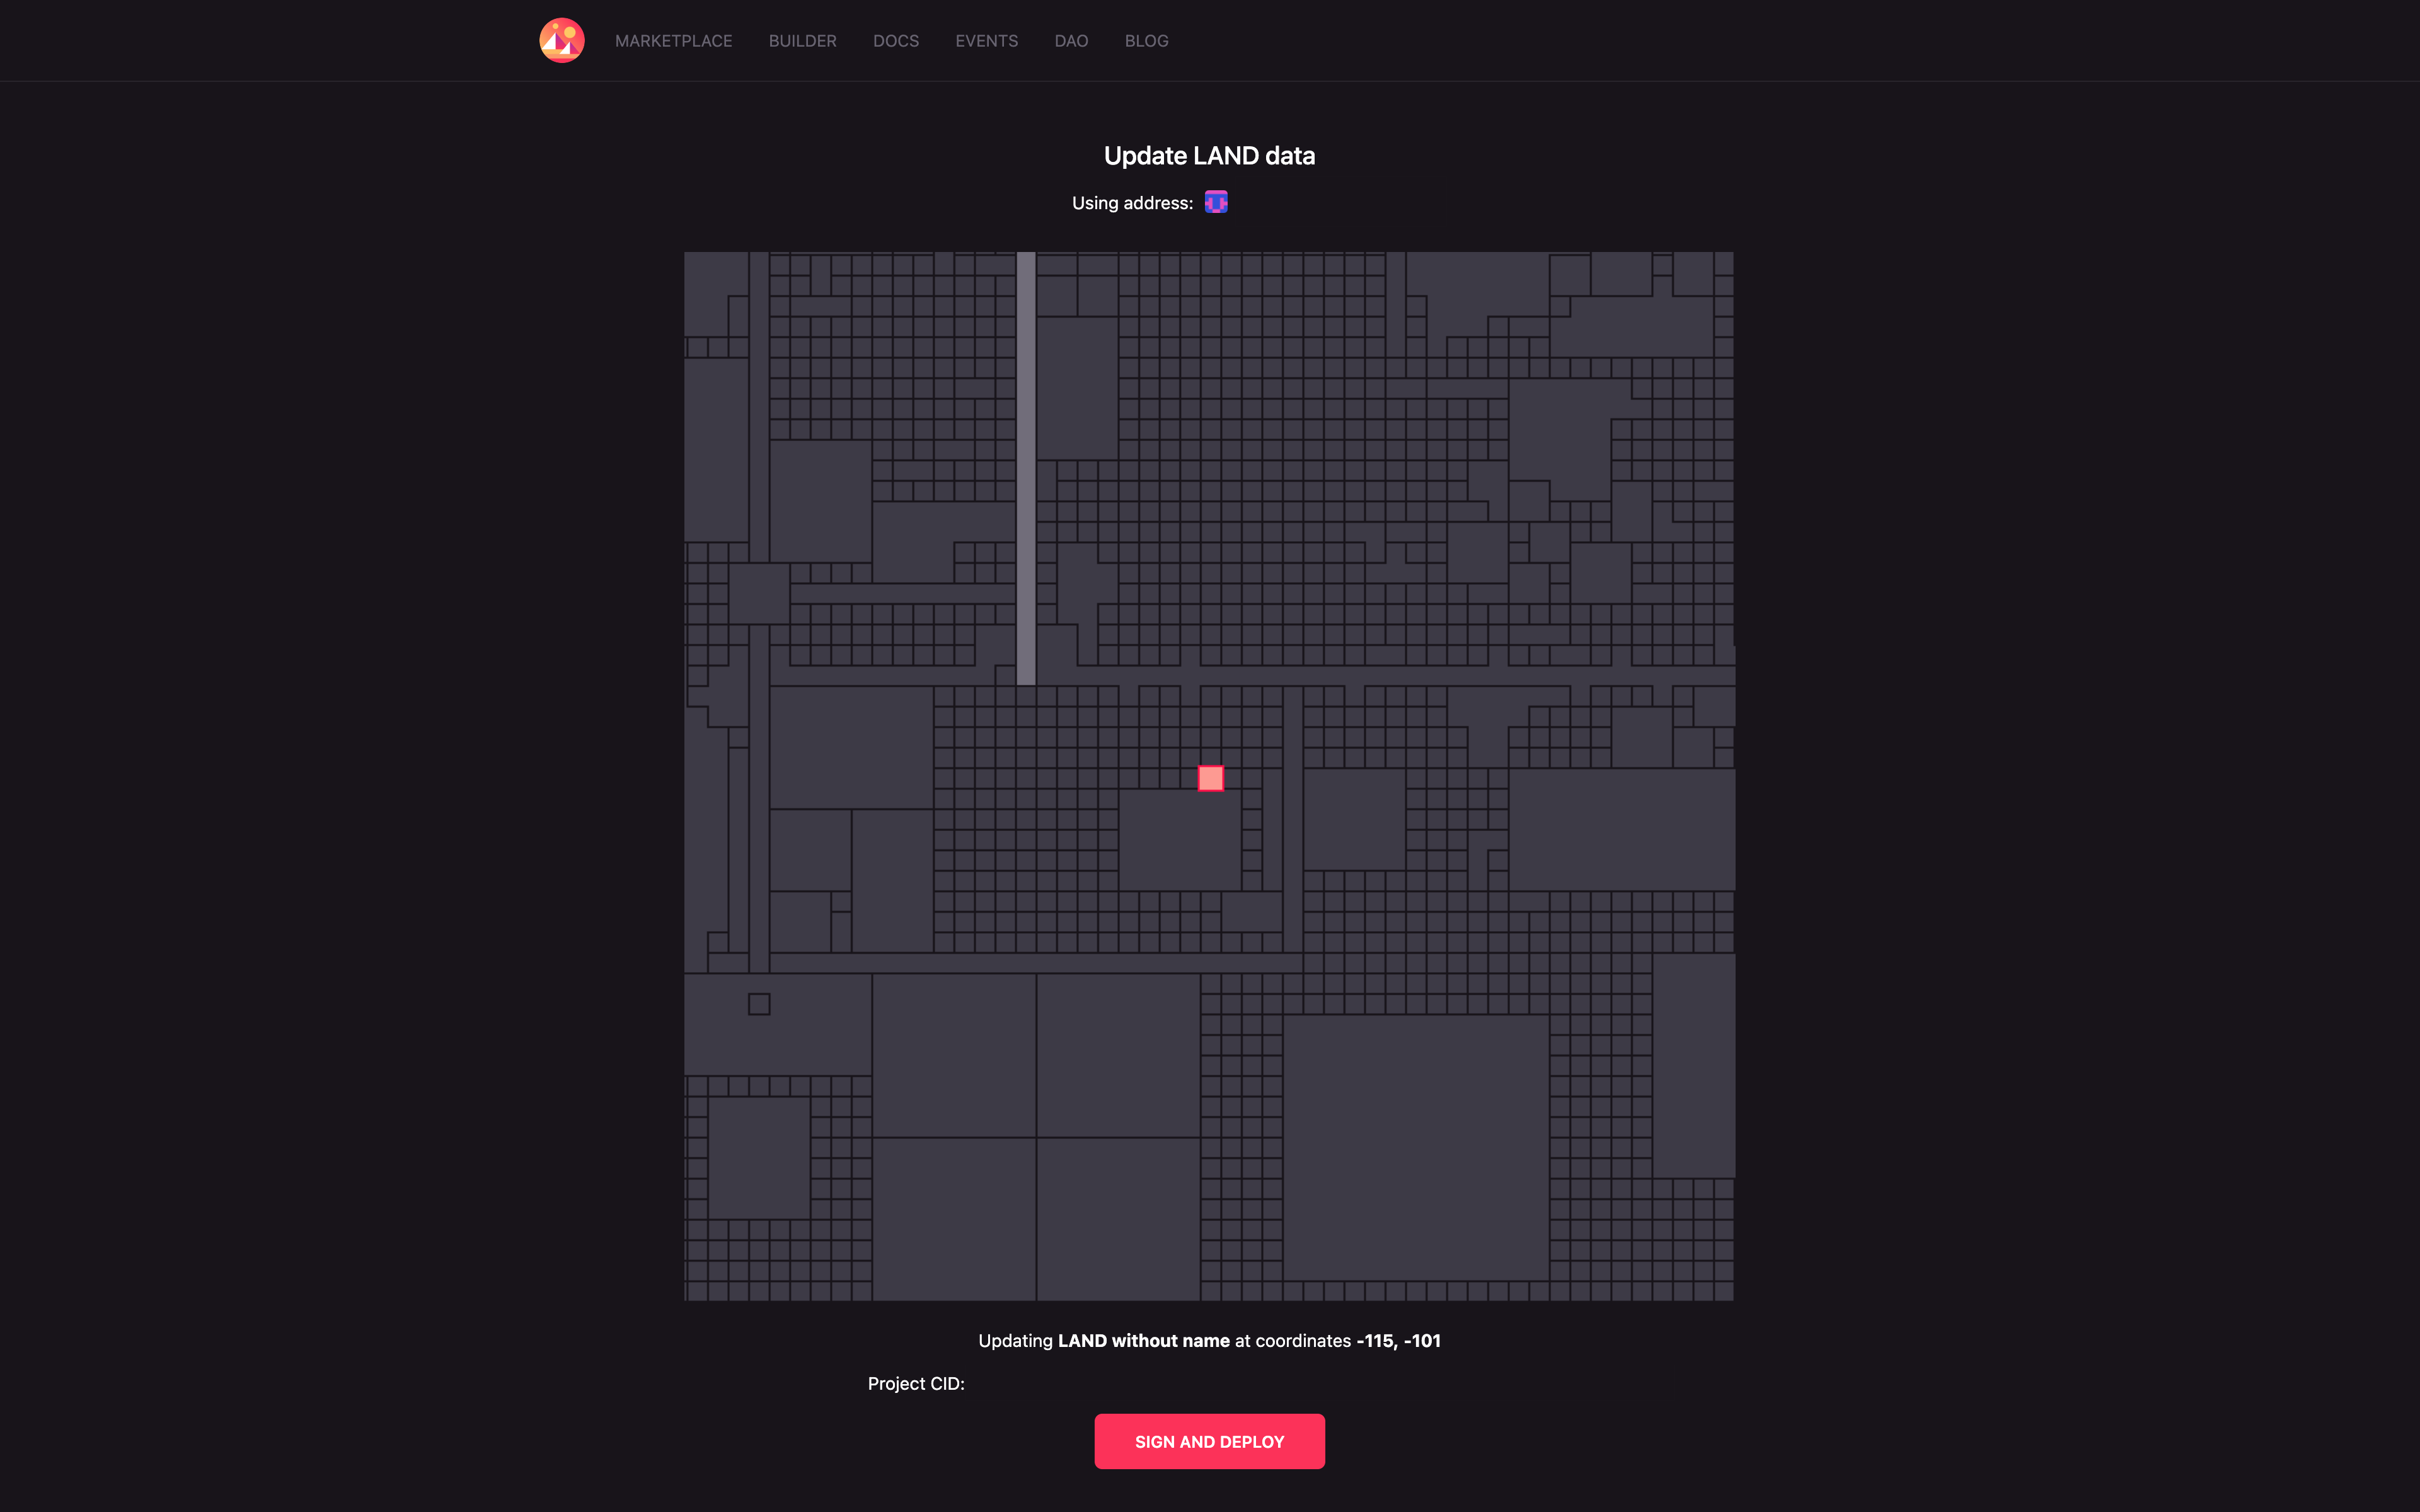 MARKETPLACE BUILDER DOCS EVENTS DAO BLOG
Update LAND data
Using address:
Updating LAND without name at coordinates -115, -101
Project CID:
SIGN AND DEPLOY